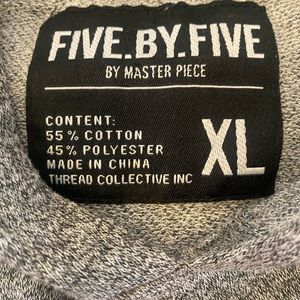 FIVE.BY.FIVE
BY MASTER PIECE
CONTENT:
55% COTTON
45% POLYESTER
MADE IN CHINA
THREAD COLLECTIVE INC
XL